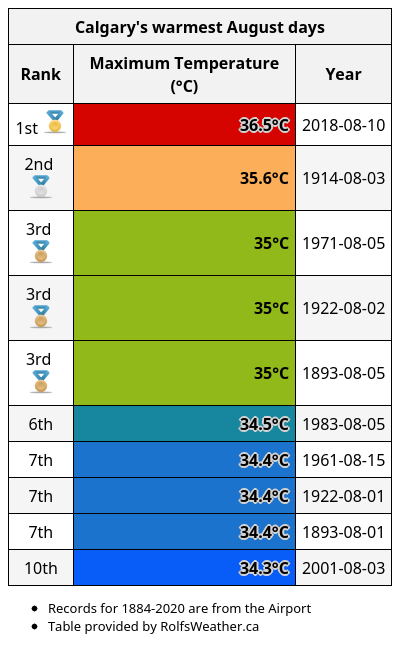 Calgary's warmest August days
Rank Maximum Temperature (°C) Year
1st 36.5°C 2018-08-10
2nd 35.6°C 1914-08-03
3rd 35°C 1971-08-05
3rd 35°C 1922-08-02
3rd 35°C 1893-08-05
6th 34.5°C 1983-08-05
7th 34.4°C 1961-08-15
7th 34.4°C 1922-08-01
7th 34.4°C 1893-08-01
10th 34.3°C 2001-08-03
• Records for 1884-2020 are from the Airport
• Table provided by RolfsWeather.ca